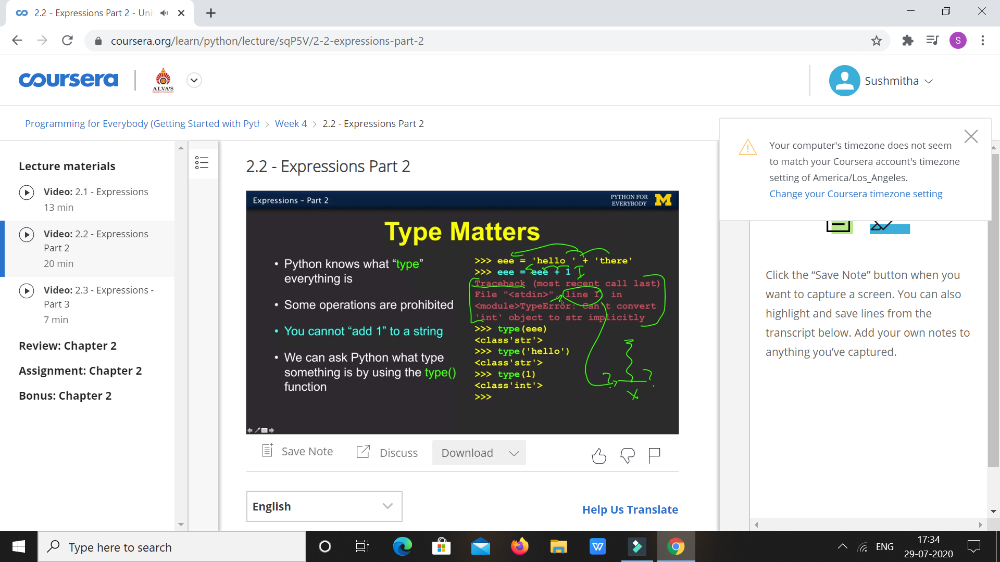 2.2 - Expressions Part 2 - Uni
coursera.org/learn/python/lecture/sqP5V/2-2-expressions-part-2
S
coursera
ALVA'S
Sushmitha
Programming for Everybody (Getting Started with Pyth > Week 4 > 2.2 - Expressions Part 2
Your computer's timezone does not seem
to match your Coursera account's timezone
setting of America/Los_Angeles.
Change your Coursera timezone setting
Lecture materials
Video: 2.1 - Expressions
13 min
Video: 2.2 - Expressions
Part 2
20 min
Video: 2.3 - Expressions -
Part 3
7 min
Review: Chapter 2
Assignment: Chapter 2
Bonus: Chapter 2
2.2 - Expressions Part 2
Expressions - Part 2
PYTHON FOR
EVERYBODY
M
Type Matters
• Python knows what “type”
everything is
• Some operations are prohibited
• You cannot “add 1” to a string
• We can ask Python what type
something is by using the type()
function
>>> eee = 'hello ' + 'there'
>>> eee = eee + 1
Traceback (most recent call last)
File "<stdin>", line 1, in
<module>TypeError: Can't convert
'int' object to str implicitly
>>> type(eee)
<class'str'>
>>> type('hello')
<class'str'>
>>> type(1)
<class'int'>
>>>
? ?
x
Save Note
Discuss
Download
English
Help Us Translate
Click the “Save Note” button when you
want to capture a screen. You can also
highlight and save lines from the
transcript below. Add your own notes to
anything you’ve captured.
Type here to search
W
ENG
17:34
29-07-2020